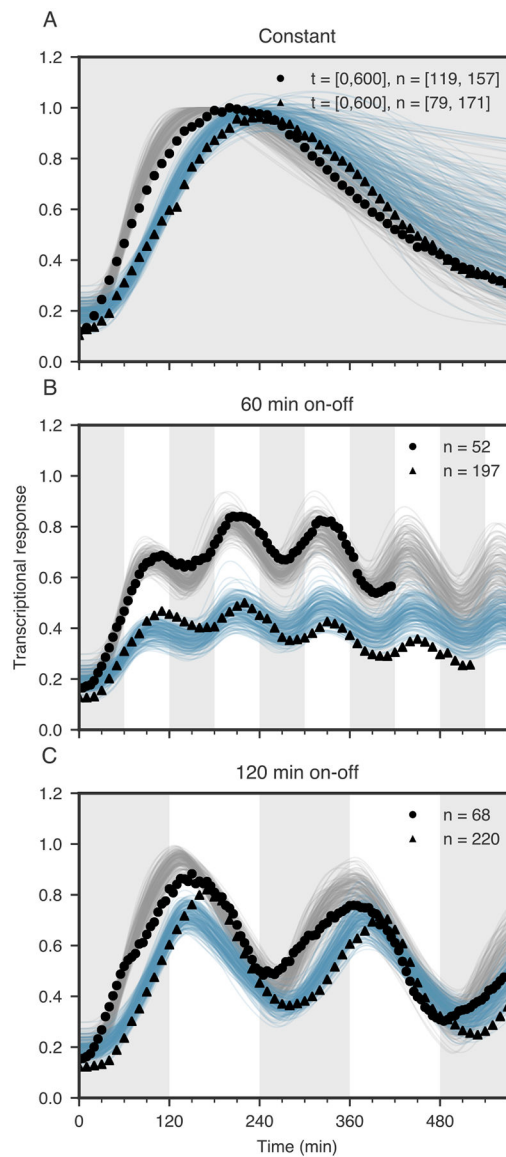 A
Constant
t = [0,600], n = [119, 157]
t = [0,600], n = [79, 171]
1.2
1.0
0.8
0.6
0.4
0.2
0.0
B
60 min on-off
n = 52
n = 197
1.2
1.0
0.8
0.6
0.4
0.2
0.0
Transcriptional response
C
120 min on-off
n = 68
n = 220
1.2
1.0
0.8
0.6
0.4
0.2
0.0
0 120 240 360 480
Time (min)